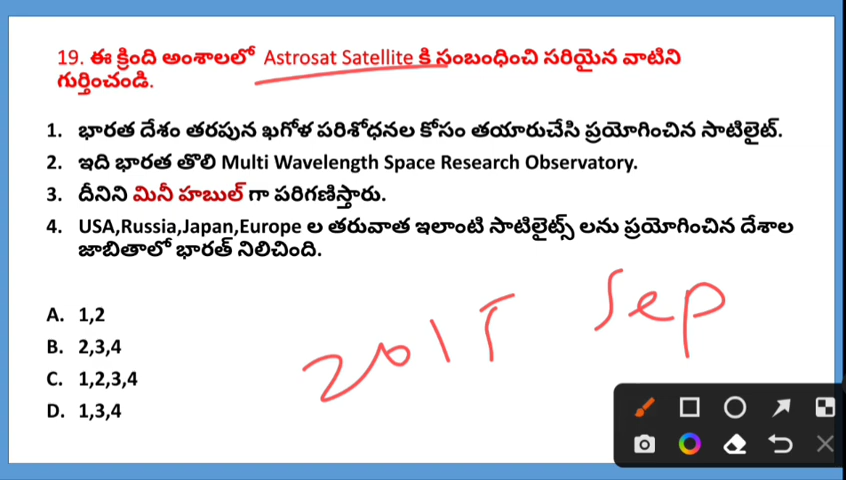 19. ఈ క్రింది అంశాలలో Astrosat Satellite కి సంబంధించి సరియైన వాటిని
గుర్తించండి.
1. భారత దేశం తరపున ఖగోళ పరిశోధనల కోసం తయారుచేసి ప్రయోగించిన సాటిలైట్.
2. ఇది భారత తొలి Multi Wavelength Space Research Observatory.
3. దీనిని మినీ హబుల్ గా పరిగణిస్తారు.
4. USA,Russia,Japan,Europe ల తరువాత ఇలాంటి సాటిలైట్స్ లను ప్రయోగించిన దేశాల
జాబితాలో భారత్ నిలిచింది.
A. 1,2
B. 2,3,4
C. 1,2,3,4
D. 1,3,4
2015 Sep